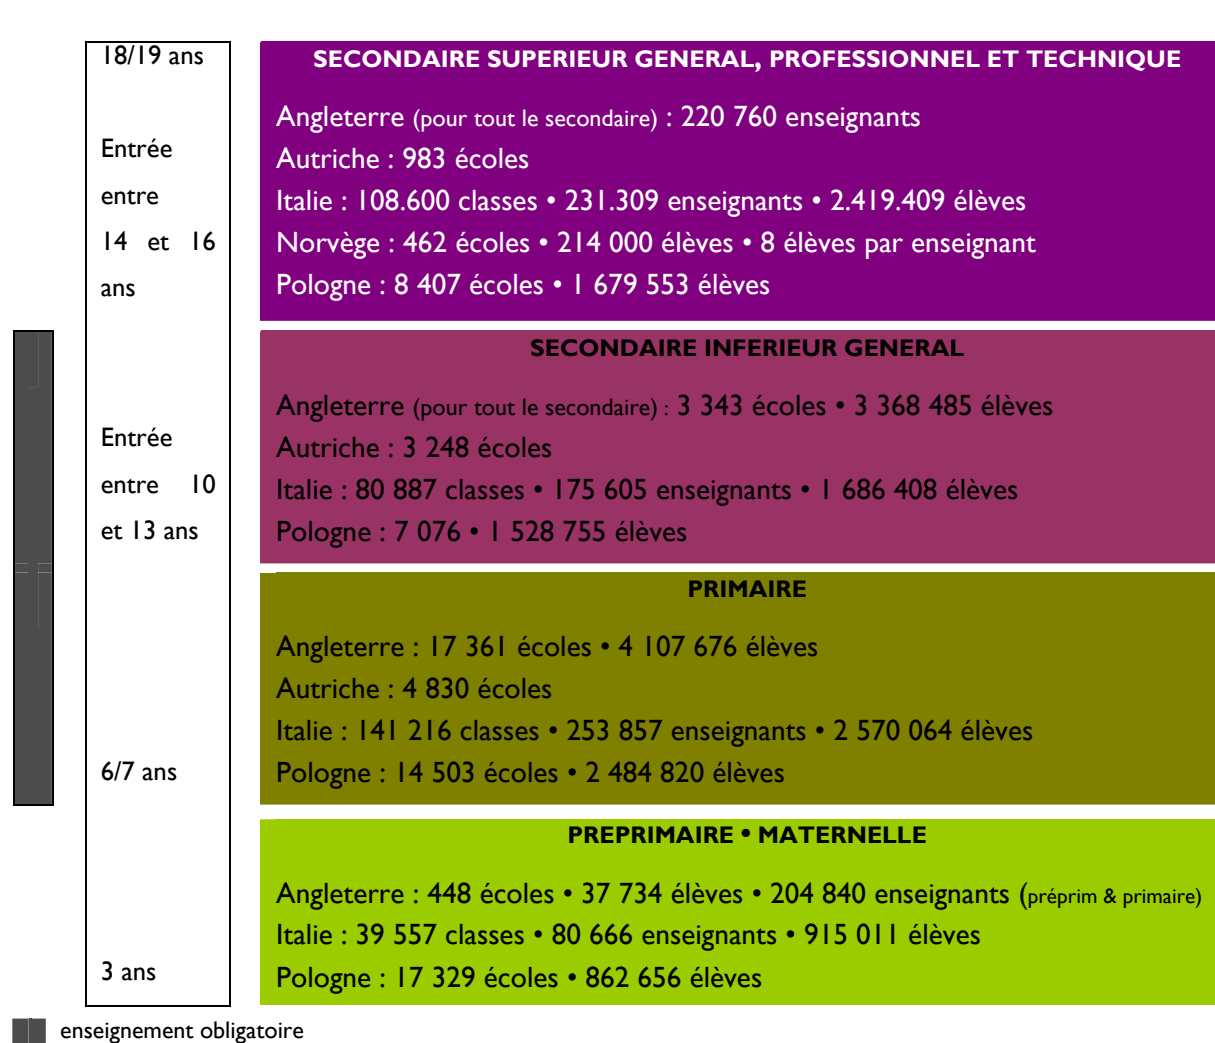 18/19 ans
Entrée
entre
14 et 16
ans
Entrée
entre 10
et 13 ans
6/7 ans
3 ans
SECONDAIRE SUPERIEUR GENERAL, PROFESSIONNEL ET TECHNIQUE
Angleterre (pour tout le secondaire) : 220 760 enseignants
Autriche : 983 écoles
Italie : 108.600 classes • 231.309 enseignants • 2.419.409 élèves
Norvège : 462 écoles • 214 000 élèves • 8 élèves par enseignant
Pologne : 8 407 écoles • 1 679 553 élèves
SECONDAIRE INFERIEUR GENERAL
Angleterre (pour tout le secondaire) : 3 343 écoles • 3 368 485 élèves
Autriche : 3 248 écoles
Italie : 80 887 classes • 175 605 enseignants • 1 686 408 élèves
Pologne : 7 076 • 1 528 755 élèves
PRIMAIRE
Angleterre : 17 361 écoles • 4 107 676 élèves
Autriche : 4 830 écoles
Italie : 141 216 classes • 253 857 enseignants • 2 570 064 élèves
Pologne : 14 503 écoles • 2 484 820 élèves
PREPRIMAIRE • MATERNELLE
Angleterre : 448 écoles • 37 734 élèves • 204 840 enseignants (préprim & primaire)
Italie : 39 557 classes • 80 666 enseignants • 915 011 élèves
Pologne : 17 329 écoles • 862 656 élèves
enseignement obligatoire